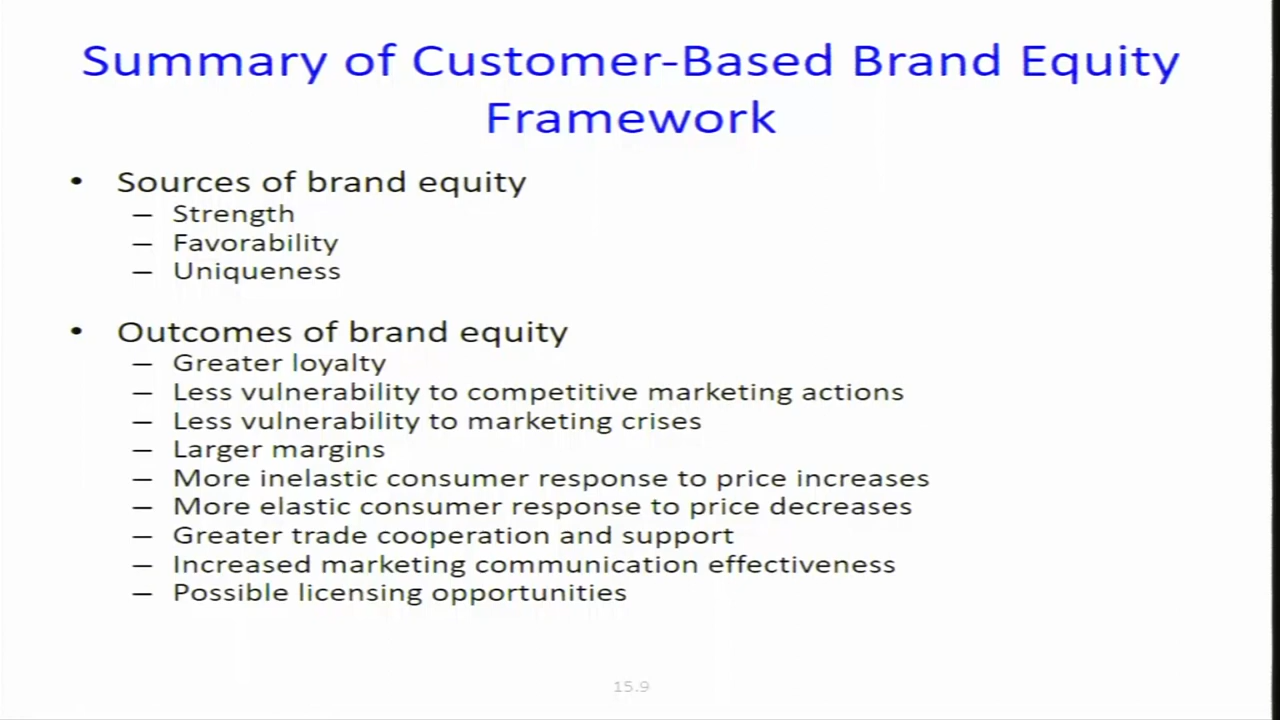 Summary of Customer-Based Brand Equity
Framework
• Sources of brand equity
– Strength
– Favorability
– Uniqueness
• Outcomes of brand equity
– Greater loyalty
– Less vulnerability to competitive marketing actions
– Less vulnerability to marketing crises
– Larger margins
– More inelastic consumer response to price increases
– More elastic consumer response to price decreases
– Greater trade cooperation and support
– Increased marketing communication effectiveness
– Possible licensing opportunities
15.9